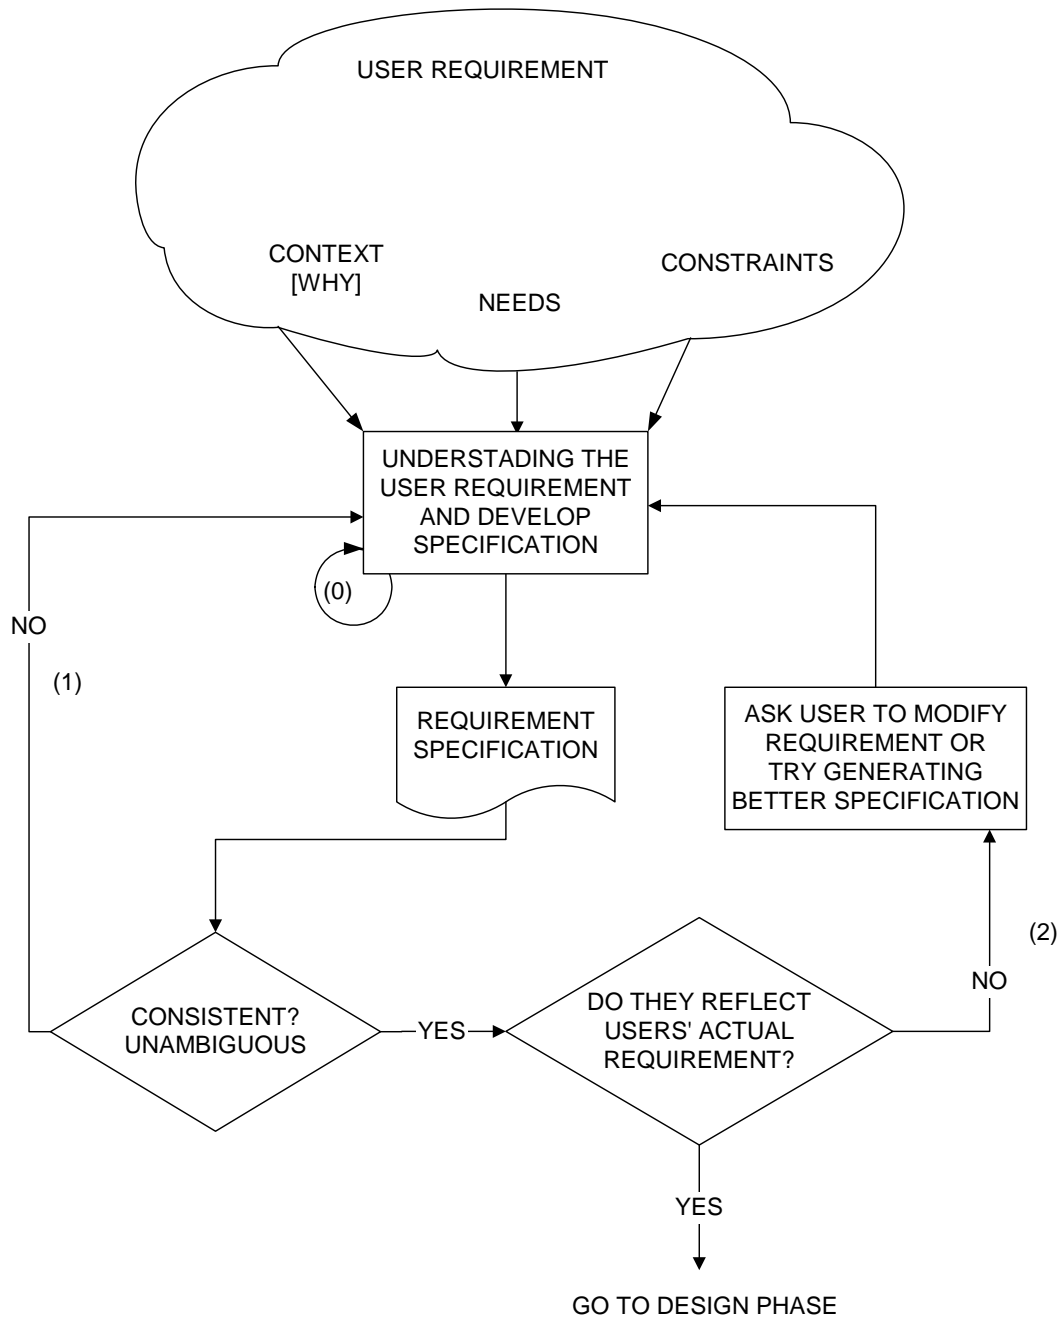 USER REQUIREMENT
CONTEXT
[WHY]
CONSTRAINTS
NEEDS
UNDERSTADING THE
USER REQUIREMENT
AND DEVELOP
SPECIFICATION
(0)
NO
(1)
REQUIREMENT
SPECIFICATION
ASK USER TO MODIFY
REQUIREMENT OR
TRY GENERATING
BETTER SPECIFICATION
(2)
NO
CONSISTENT?
UNAMBIGUOUS
YES
DO THEY REFLECT
USERS' ACTUAL
REQUIREMENT?
YES
GO TO DESIGN PHASE